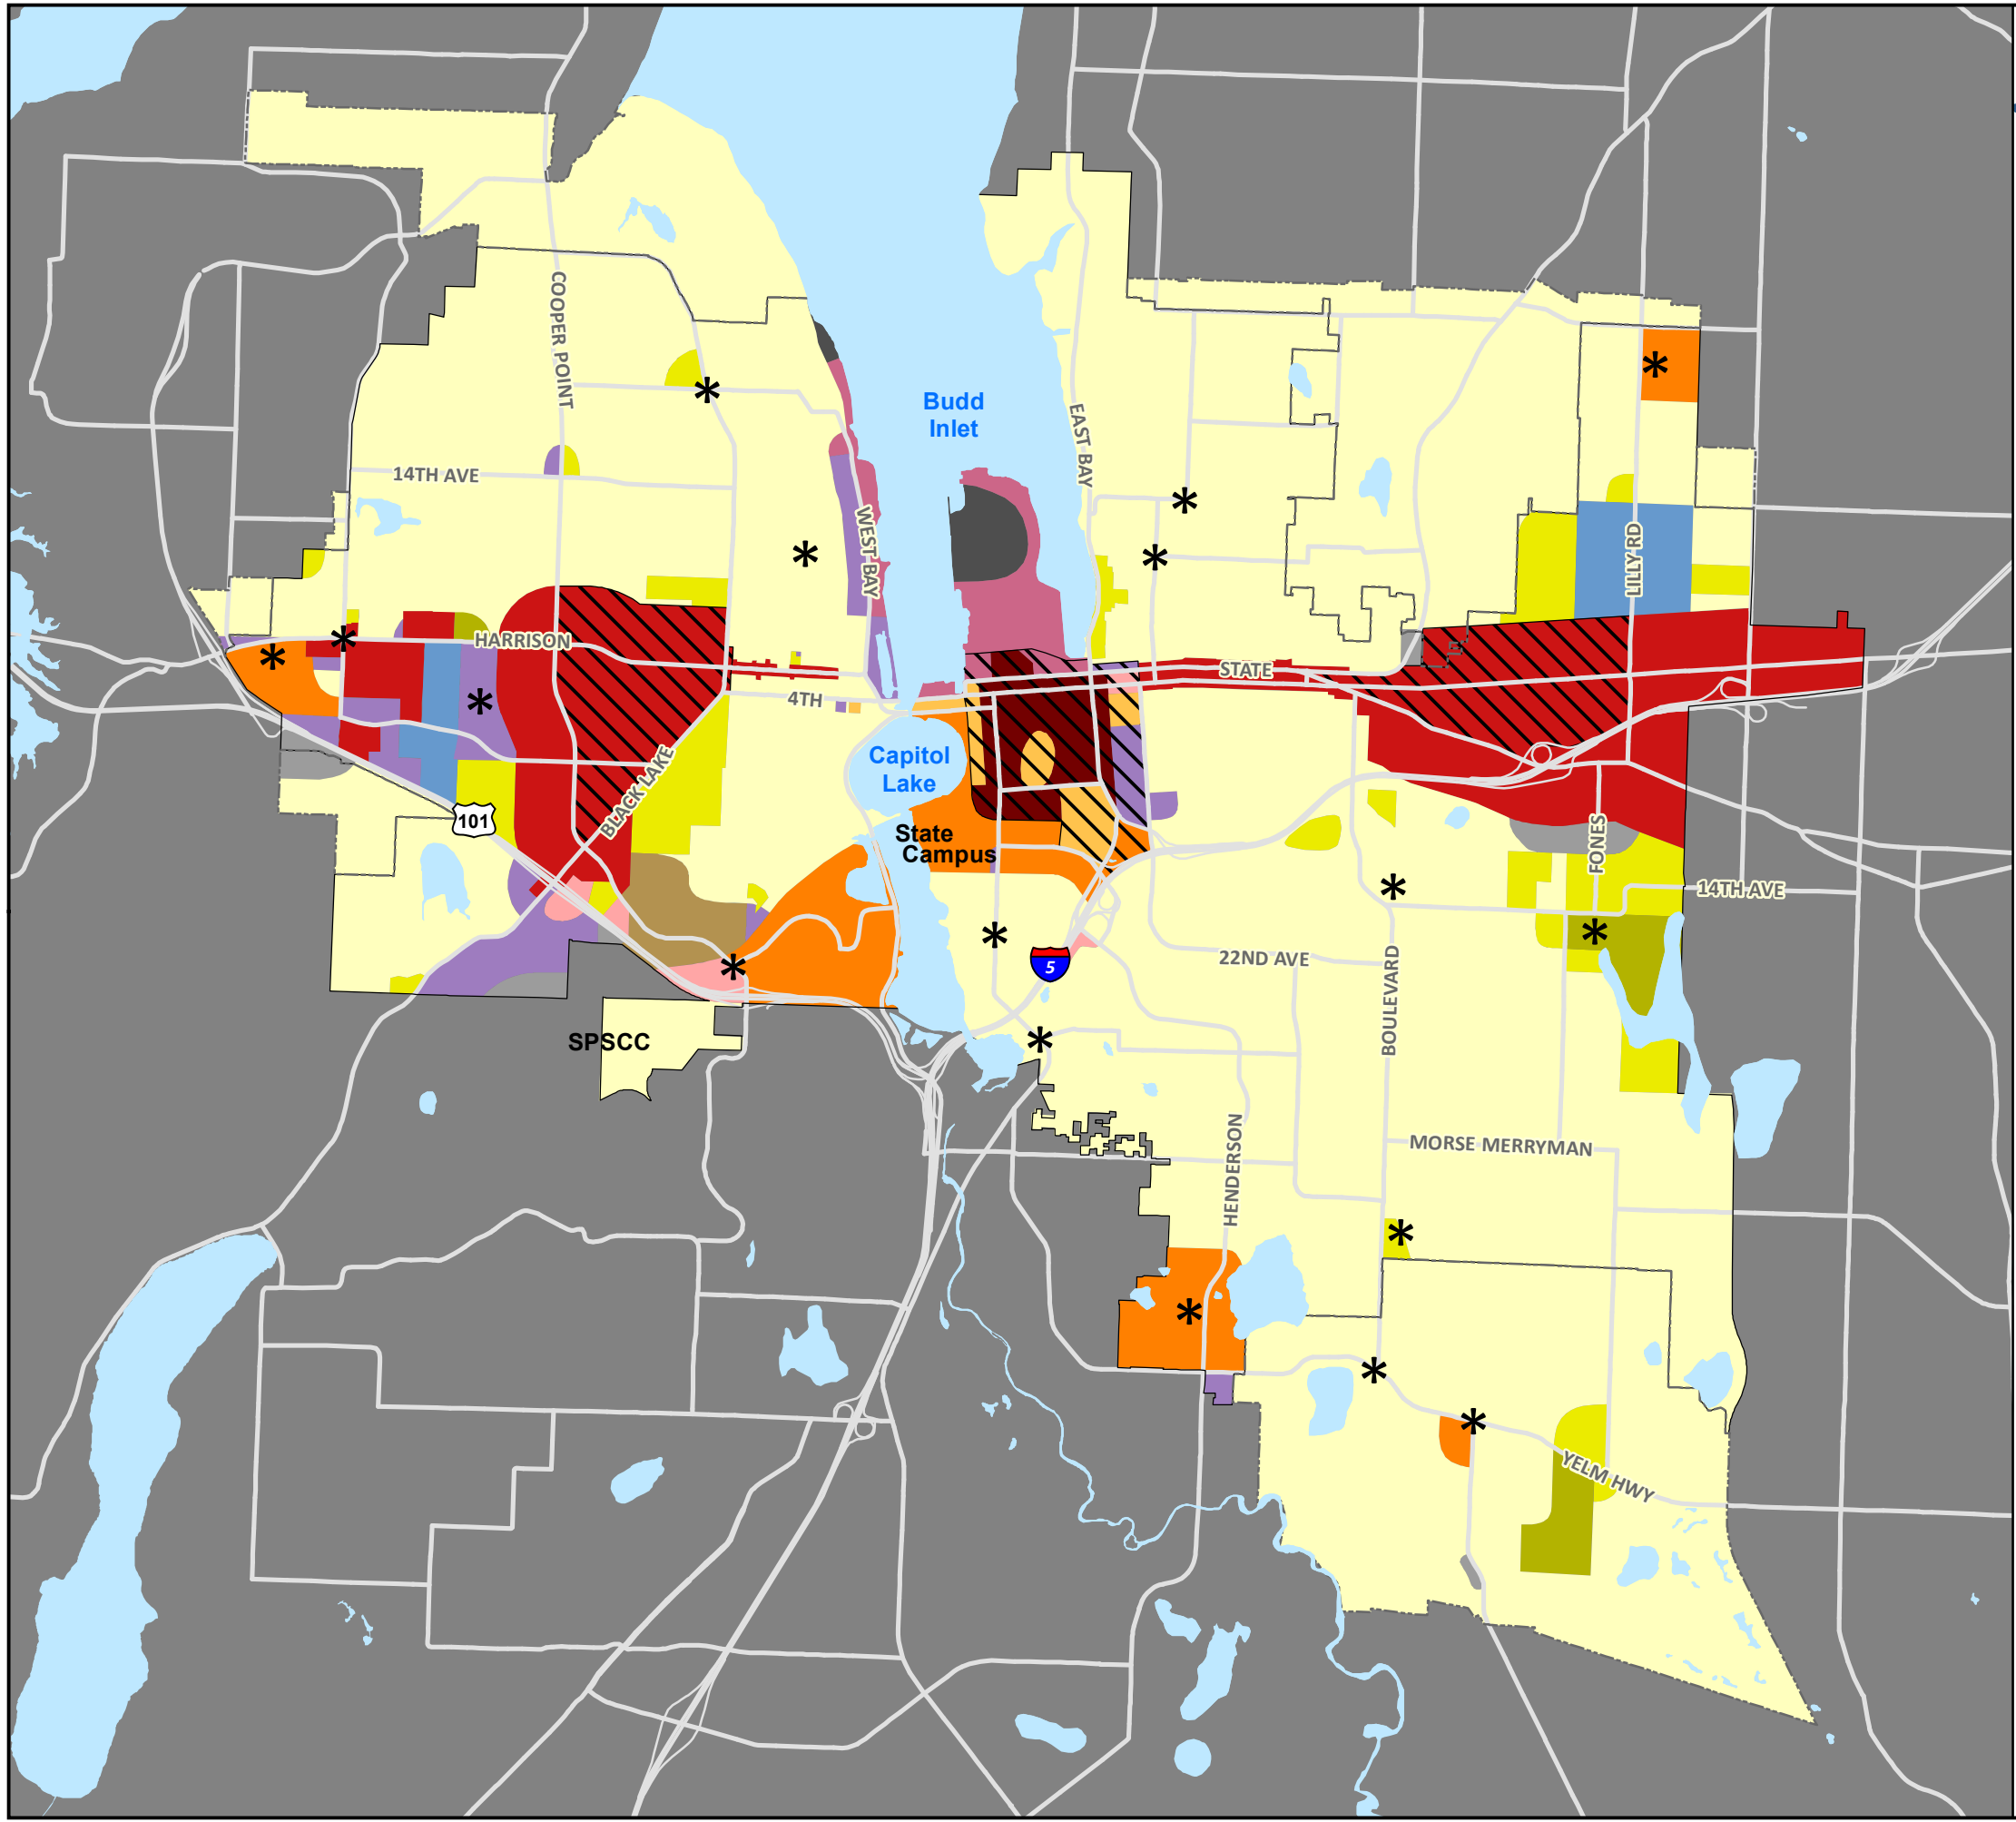 COOPER POINT
Budd
Inlet
EAST BAY
14TH AVE
WEST BAY
LILLY RD
HARRISON
STATE
4TH
Capitol
Lake
BLACK LAKE
101
State
Campus
FONES
14TH AVE
22ND AVE
5
BOULEVARD
SPSCC
MORSE MERRYMAN
HENDERSON
YELM HWY